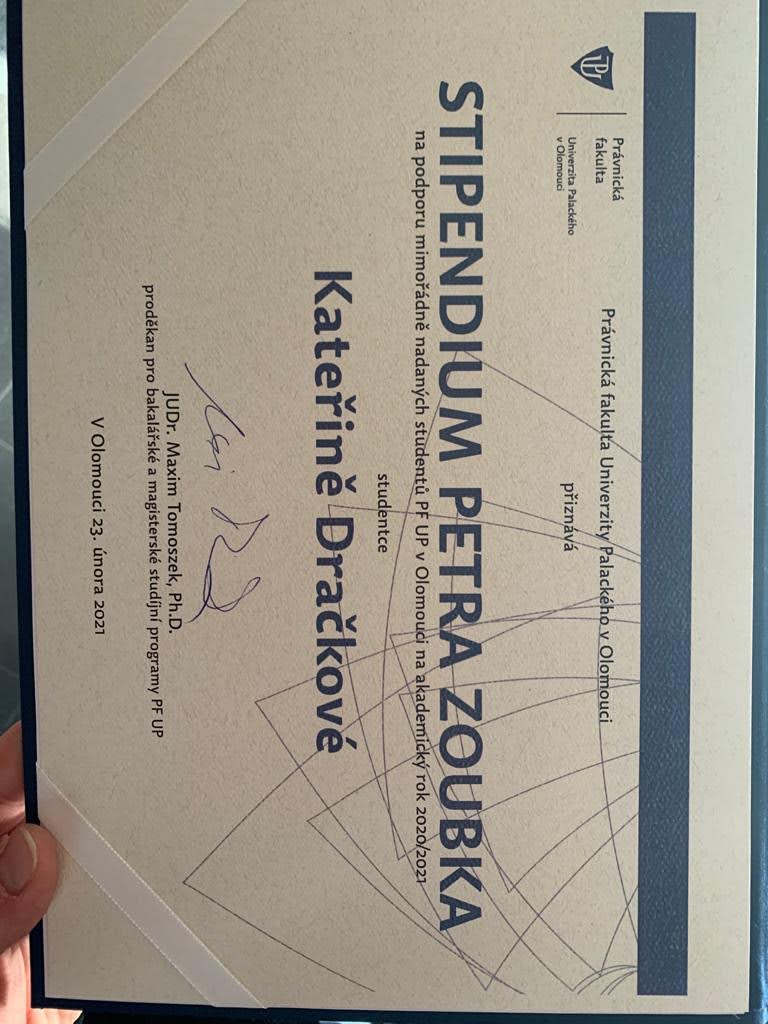 UP
Právnická
fakulta
Univerzita Palackého
v Olomouci
Právnická fakulta Univerzity Palackého v Olomouci
přiznává
STIPENDIUM PETRA ZOUBKA
na podporu mimořádně nadaných studentů PF UP v Olomouci na akademický rok 2020/2021
studentce
Kateřině Dračkové
JUDr. Maxim Tomoszek, Ph.D.
proděkan pro bakalářské a magisterské studijní programy PF UP
V Olomouci 23. února 2021